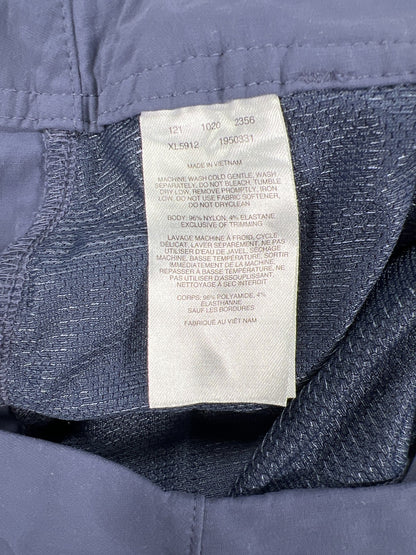 121 1020 2356
XL5912 1950331
MADE IN VIETNAM
MACHINE WASH COLD GENTLE, WASH
SEPARATELY, DO NOT BLEACH, TUMBLE
DRY LOW, REMOVE PROMPTLY, IRON
LOW, DO NOT USE FABRIC SOFTENER,
DO NOT DRYCLEAN
BODY: 96% NYLON, 4% ELASTANE
EXCLUSIVE OF TRIMMING
LAVAGE MACHINE À FROID, CYCLE
DÉLICAT, LAVER SÉPARÉMENT, NE PAS
UTILISER D'EAU DE JAVEL, SÉCHAGE
MACHINE, BASSE TEMPÉRATURE, SORTIR
IMMÉDIATEMENT DE LA MACHINE,
REPASSER À BASSE TEMPÉRATURE, NE
PAS UTILISER D'ASSOUPLISSANT,
NETTOYAGE À SEC INTERDIT
CORPS: 96% POLYAMIDE, 4%
ÉLASTHANNE
SAUF LES BORDURES
FABRIQUÉ AU VIÊT NAM